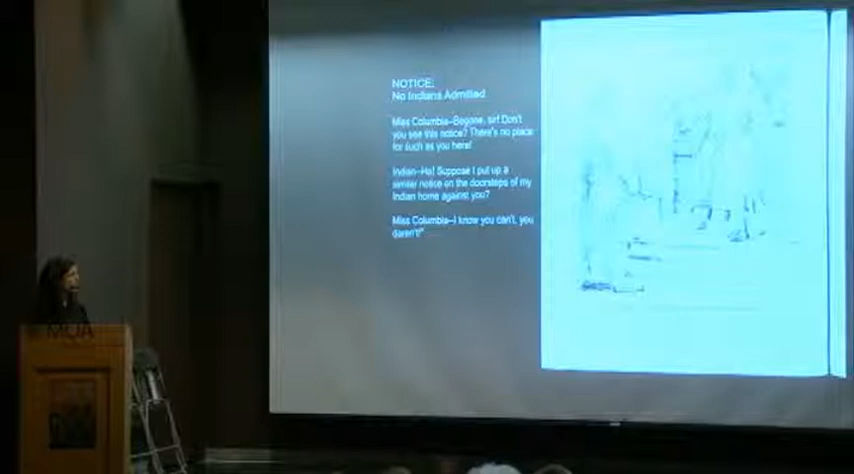 NOTICE:
No Indians Admitted
Miss Columbia–Begone, sir! Don't
you see this notice? There's no place
for such as you here!
Indian–Ha! Suppose I put up a
similar notice on the doorsteps of my
Indian home against you?
Miss Columbia–I know you can't, you
daren't!"
MOA